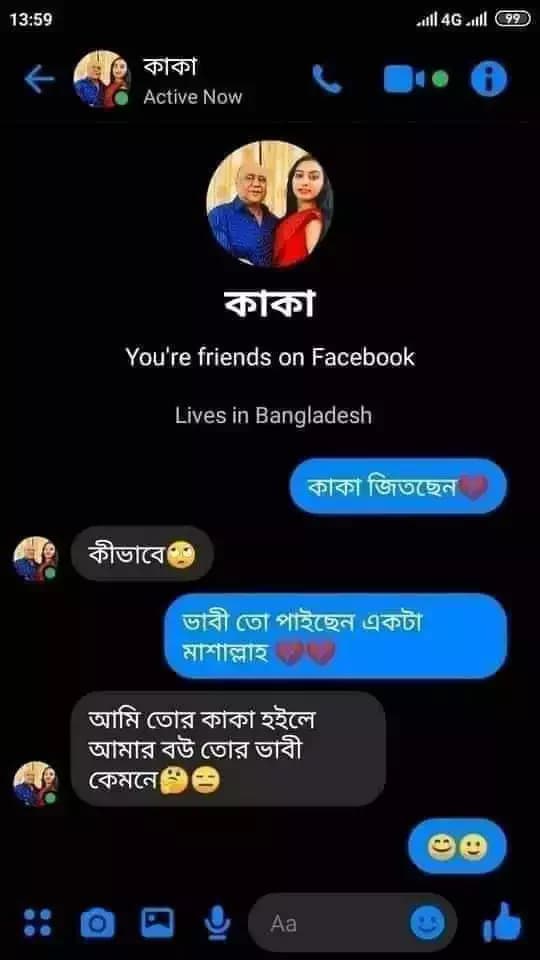 13:59
4G 99
কাকা
Active Now
কাকা
You're friends on Facebook
Lives in Bangladesh
কাকা জিতছেন❤
কীভাবে🙄
ভাবী তো পাইছেন একটা
মাশাল্লাহ ❤❤
আমি তোর কাকা হইলে
আমার বউ তোর ভাবী
কেমনে🤔😑
😊🙂
Aa